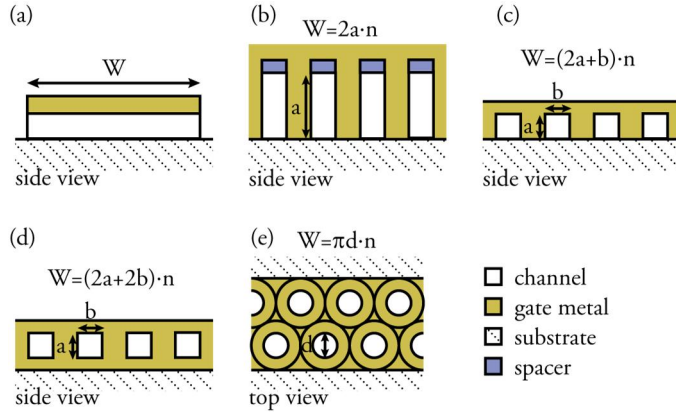 (a)
W
side view
(b)
W=2a·n
a
side view
(c)
W=(2a+b)·n
b
a
side view
(d)
W=(2a+2b)·n
b
a
side view
(e)
W=πd·n
d
top view
channel
gate metal
substrate
spacer